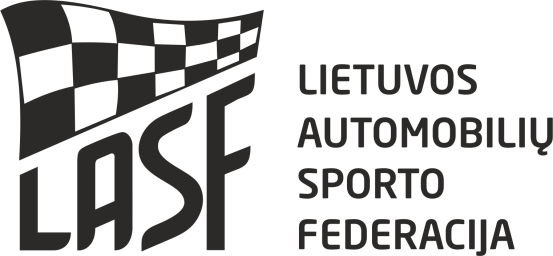 LASF
LIETUVOS
AUTOMOBILIŲ
SPORTO
FEDERACIJA